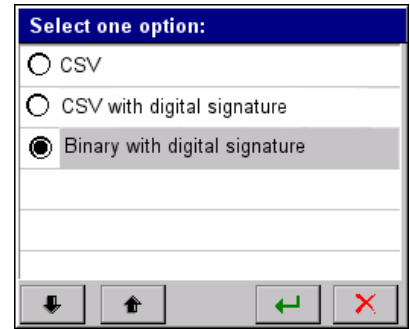 Select one option:
CSV
CSV with digital signature
Binary with digital signature